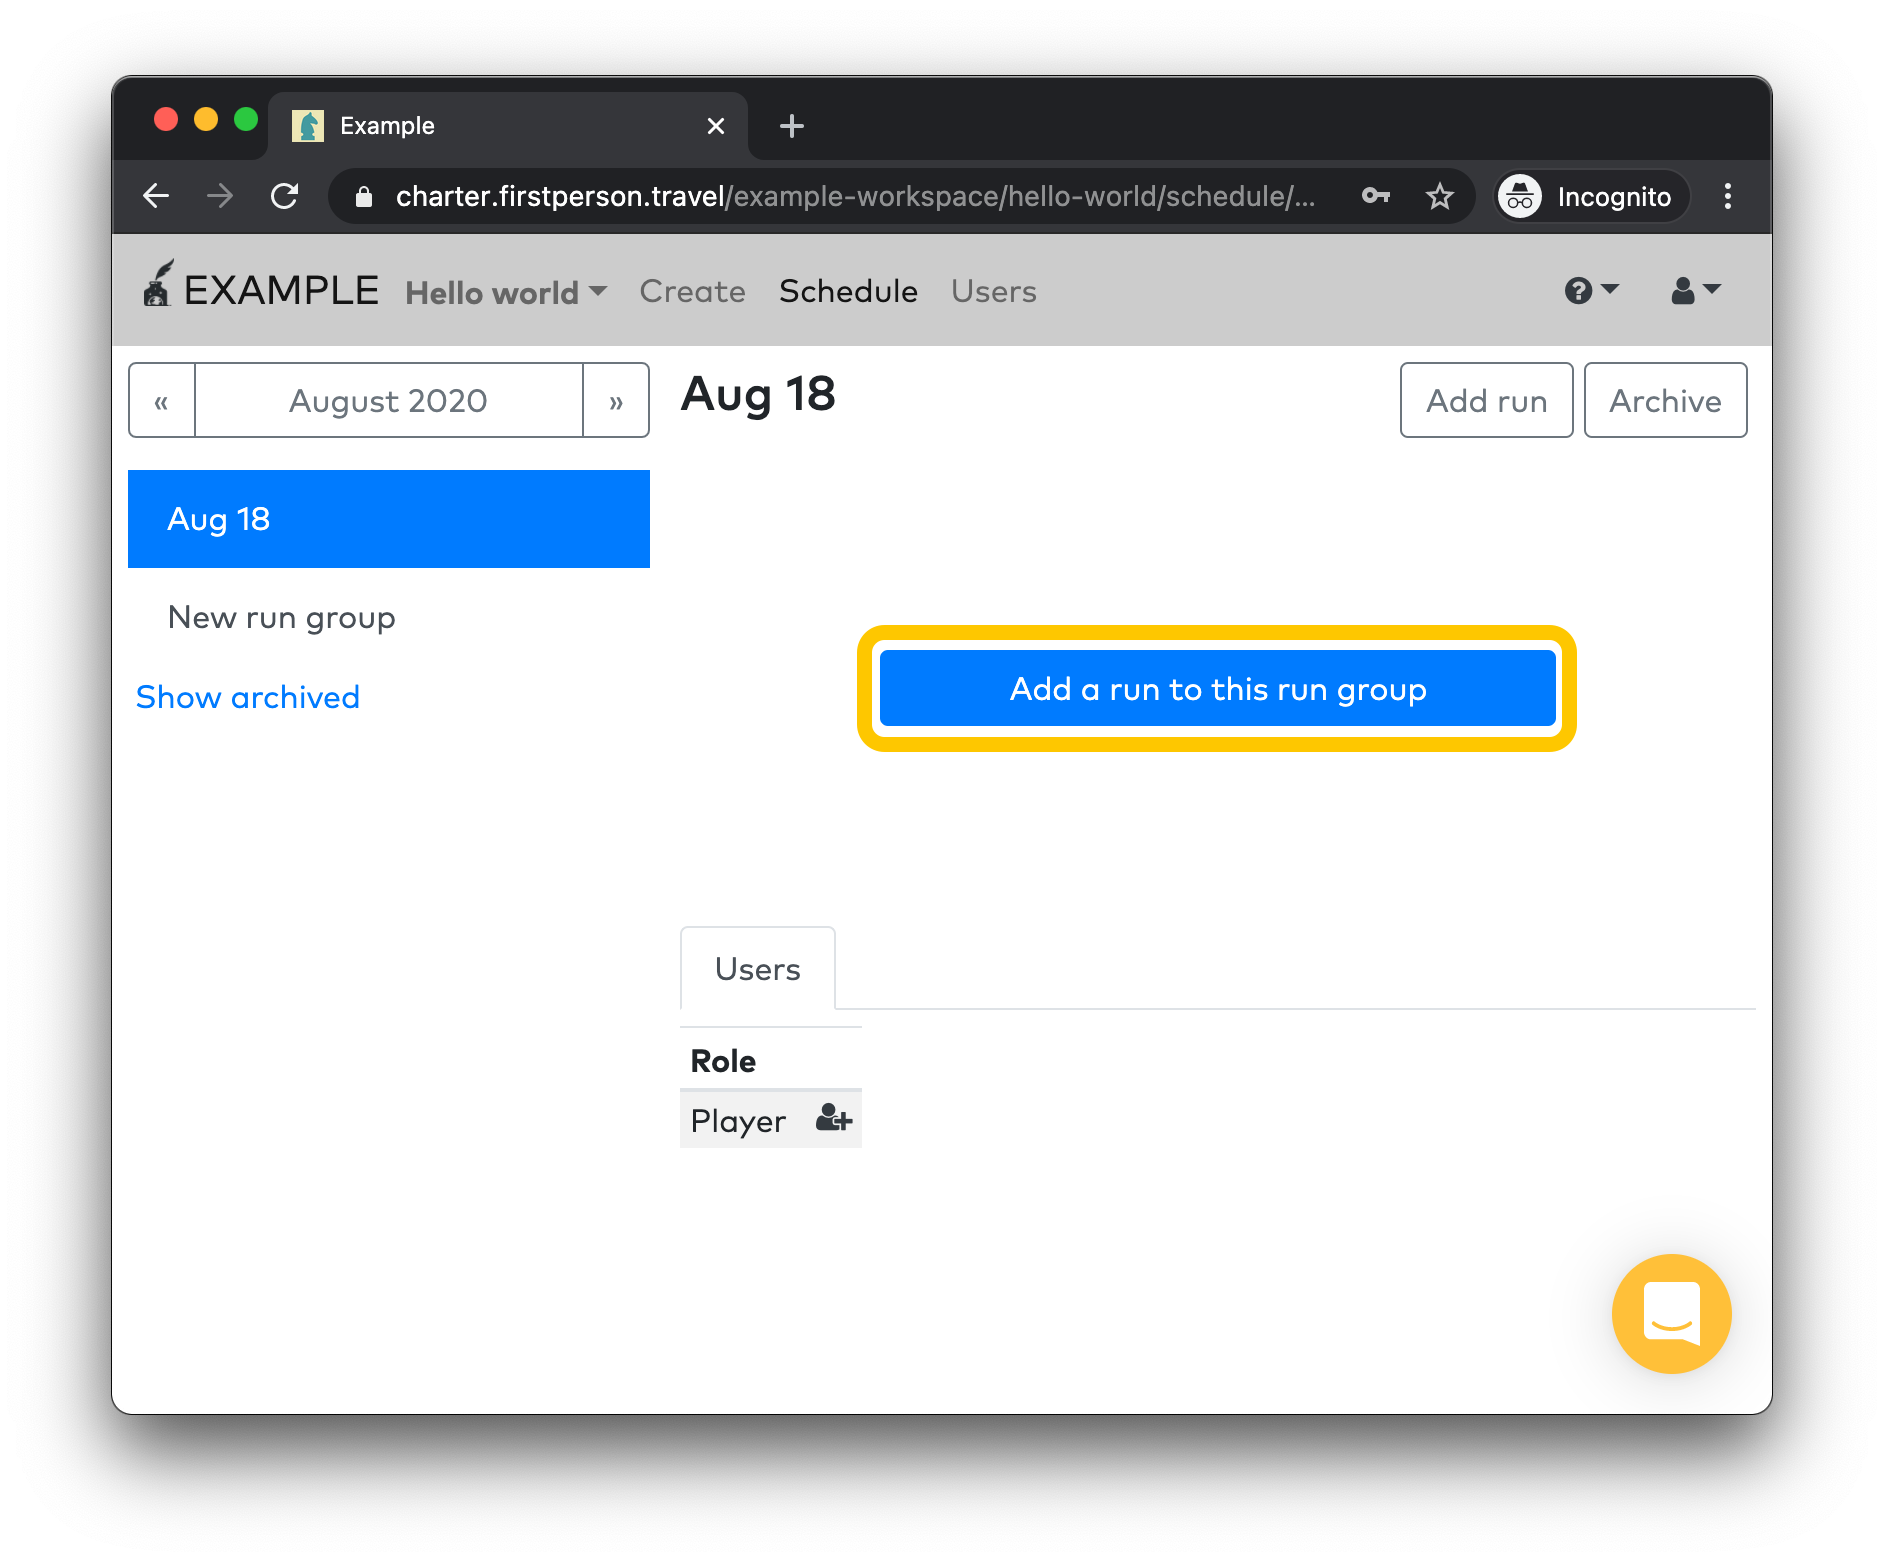 Example
charter.firstperson.travel/example-workspace/hello-world/schedule/...
Incognito
EXAMPLE Hello world Create Schedule Users
« August 2020 »
Aug 18
Add run Archive
Aug 18
New run group
Show archived
Add a run to this run group
Users
Role
Player